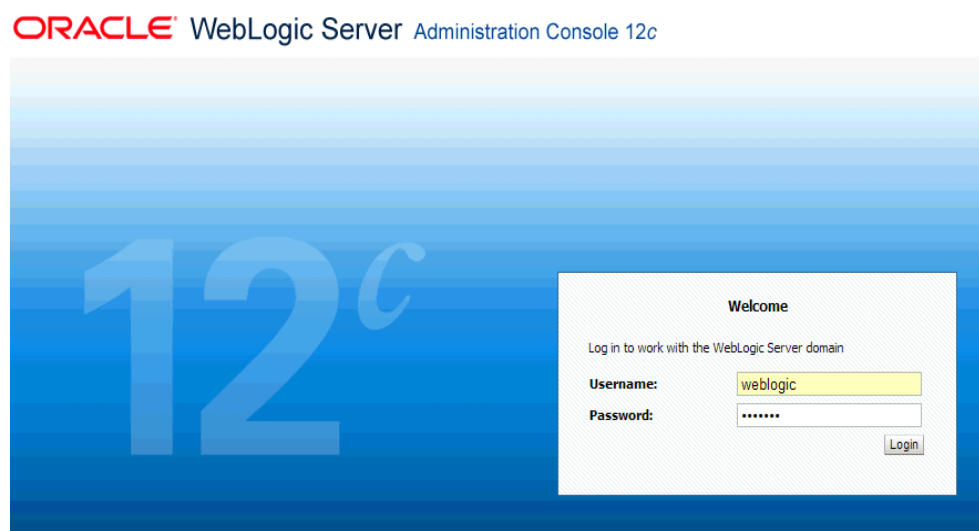 ORACLE® WebLogic Server Administration Console 12c
12c
Welcome
Log in to work with the WebLogic Server domain
Username: weblogic
Password: •••••••
Login